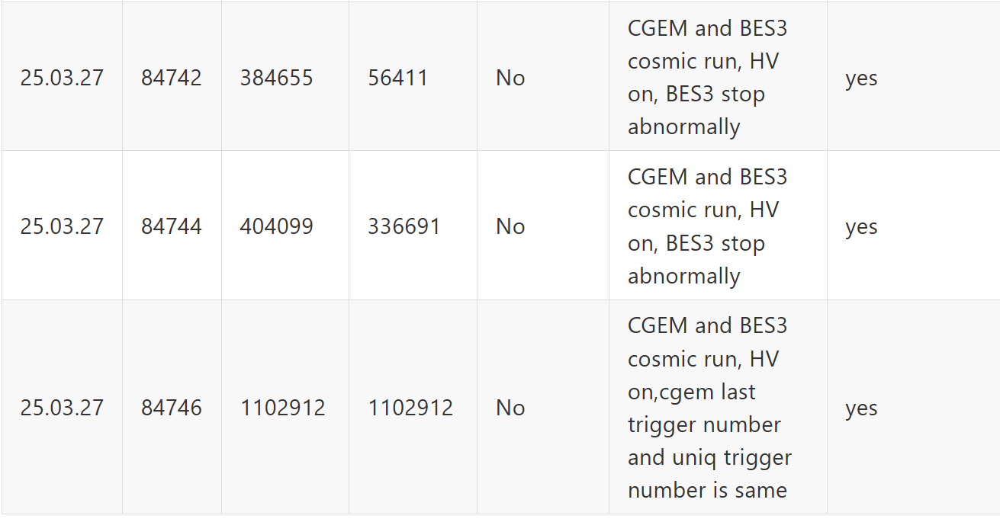 25.03.27 84742 384655 56411 No CGEM and BES3 cosmic run, HV on, BES3 stop abnormally yes
25.03.27 84744 404099 336691 No CGEM and BES3 cosmic run, HV on, BES3 stop abnormally yes
25.03.27 84746 1102912 1102912 No CGEM and BES3 cosmic run, HV on,cgem last trigger number and uniq trigger number is same yes